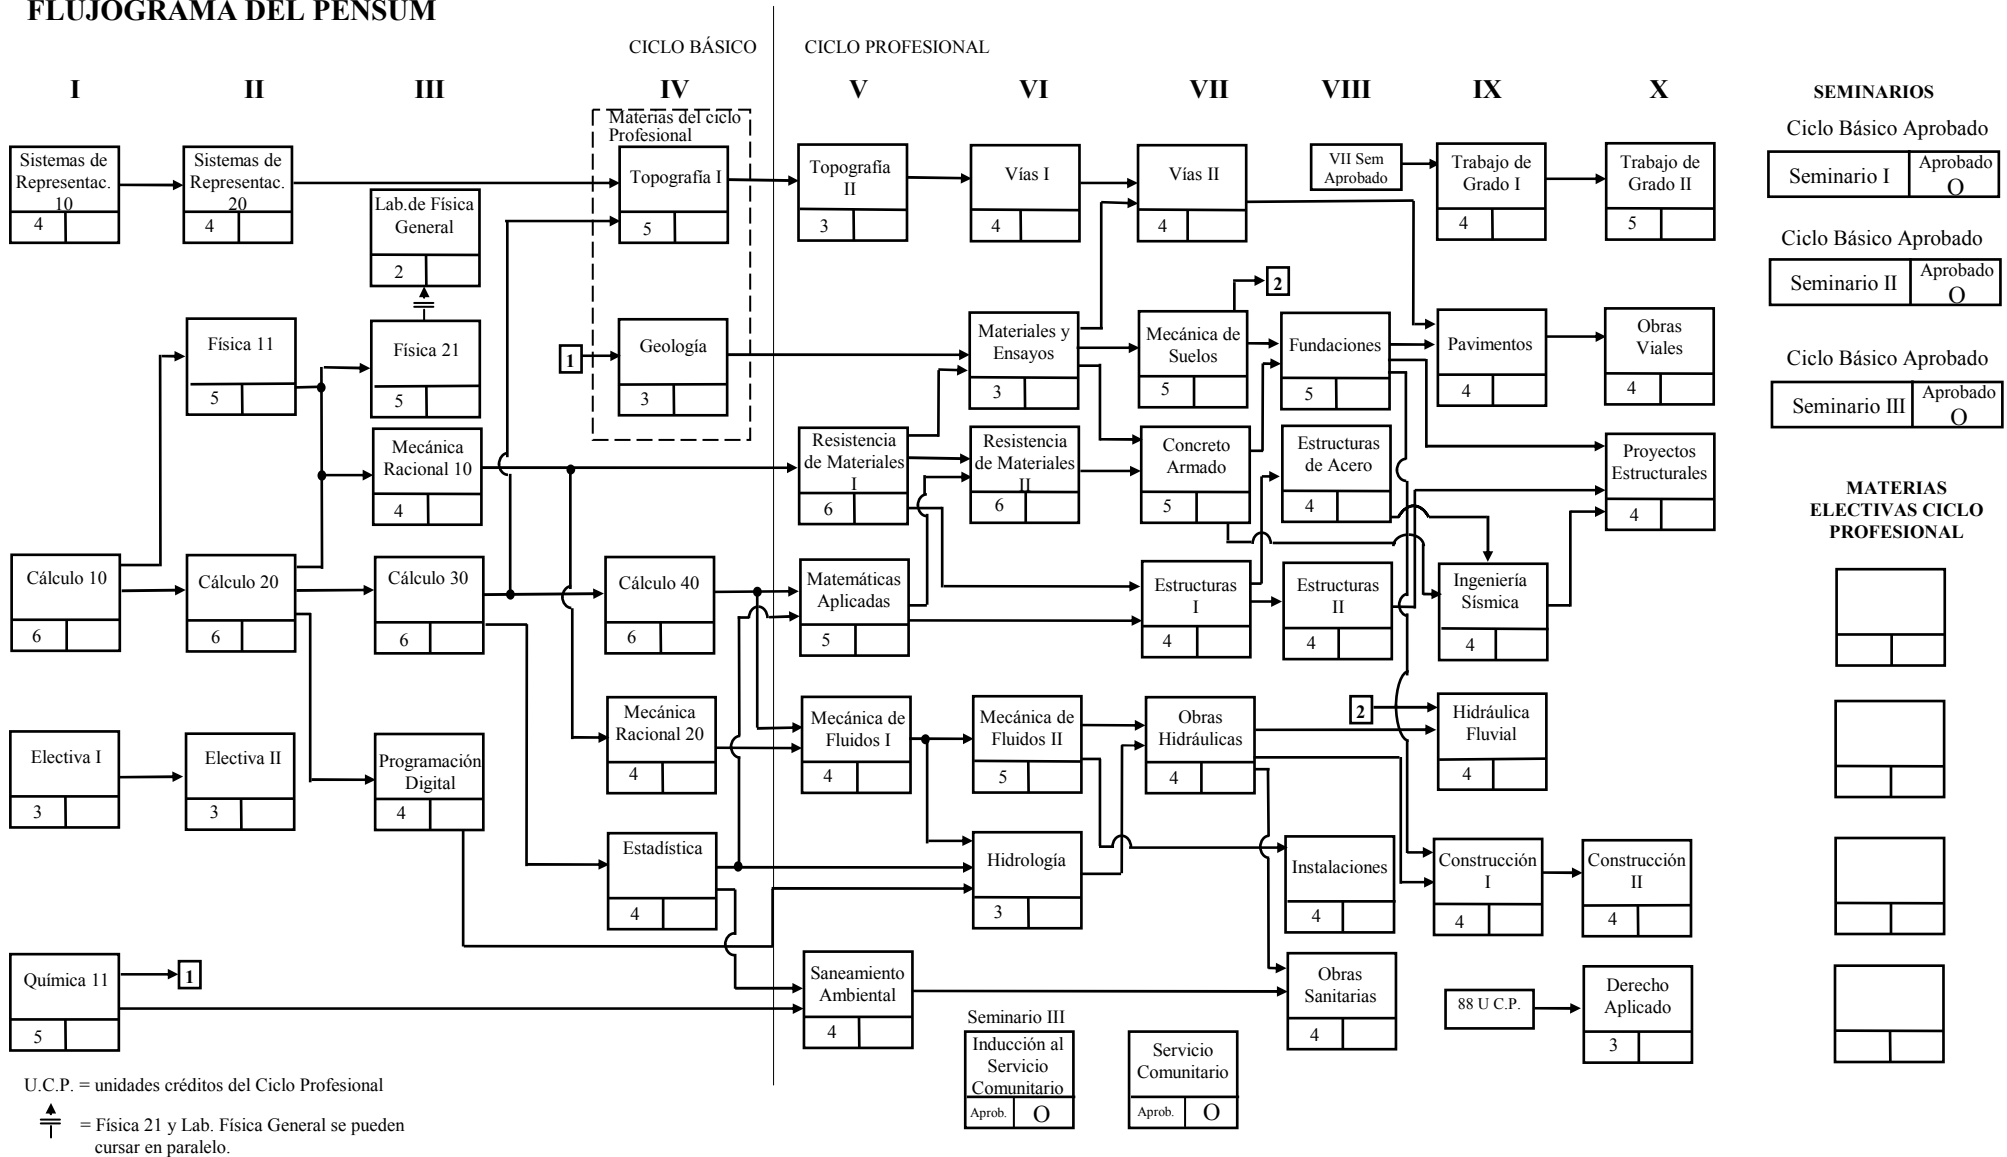 FLUJOGRAMA DEL PENSUM
CICLO BÁSICO
CICLO PROFESIONAL
I
II
III
IV
V
VI
VII
VIII
IX
X
Materias del ciclo
Profesional
Sistemas de
Representac.
10
4
Sistemas de
Representac.
20
4
Lab.de Física
General
2
Topografía I
5
Topografía
II
3
Vías I
4
Vías II
4
VII Sem
Aprobado
Trabajo de
Grado I
4
Trabajo de
Grado II
5
Física 11
5
Física 21
5
1
Geología
3
Materiales y
Ensayos
3
2
Mecánica de
Suelos
5
Fundaciones
5
Pavimentos
4
Obras
Viales
4
Mecánica
Racional 10
4
Resistencia
de Materiales
I
6
Resistencia
de Materiales
II
6
Concreto
Armado
5
Estructuras
de Acero
4
Proyectos
Estructurales
4
Cálculo 10
6
Cálculo 20
6
Cálculo 30
6
Cálculo 40
6
Matemáticas
Aplicadas
5
Estructuras
I
4
Estructuras
II
4
Ingeniería
Sísmica
4
Electiva I
3
Electiva II
3
Programación
Digital
4
Mecánica
Racional 20
4
Mecánica de
Fluidos I
4
Mecánica de
Fluidos II
5
Obras
Hidráulicas
4
2
Hidráulica
Fluvial
4
Estadística
4
Hidrología
3
Instalaciones
4
Construcción
I
4
Construcción
II
4
Química 11
5
1
Saneamiento
Ambiental
4
Obras
Sanitarias
4
88 U C.P.
Derecho
Aplicado
3
Seminario III
Inducción al
Servicio
Comunitario
Aprob.
O
Servicio
Comunitario
Aprob.
O
SEMINARIOS
Ciclo Básico Aprobado
Seminario I
Aprobado
O
Ciclo Básico Aprobado
Seminario II
Aprobado
O
Ciclo Básico Aprobado
Seminario III
Aprobado
O
MATERIAS
ELECTIVAS CICLO
PROFESIONAL
U.C.P. = unidades créditos del Ciclo Profesional
= Física 21 y Lab. Física General se pueden
cursar en paralelo.